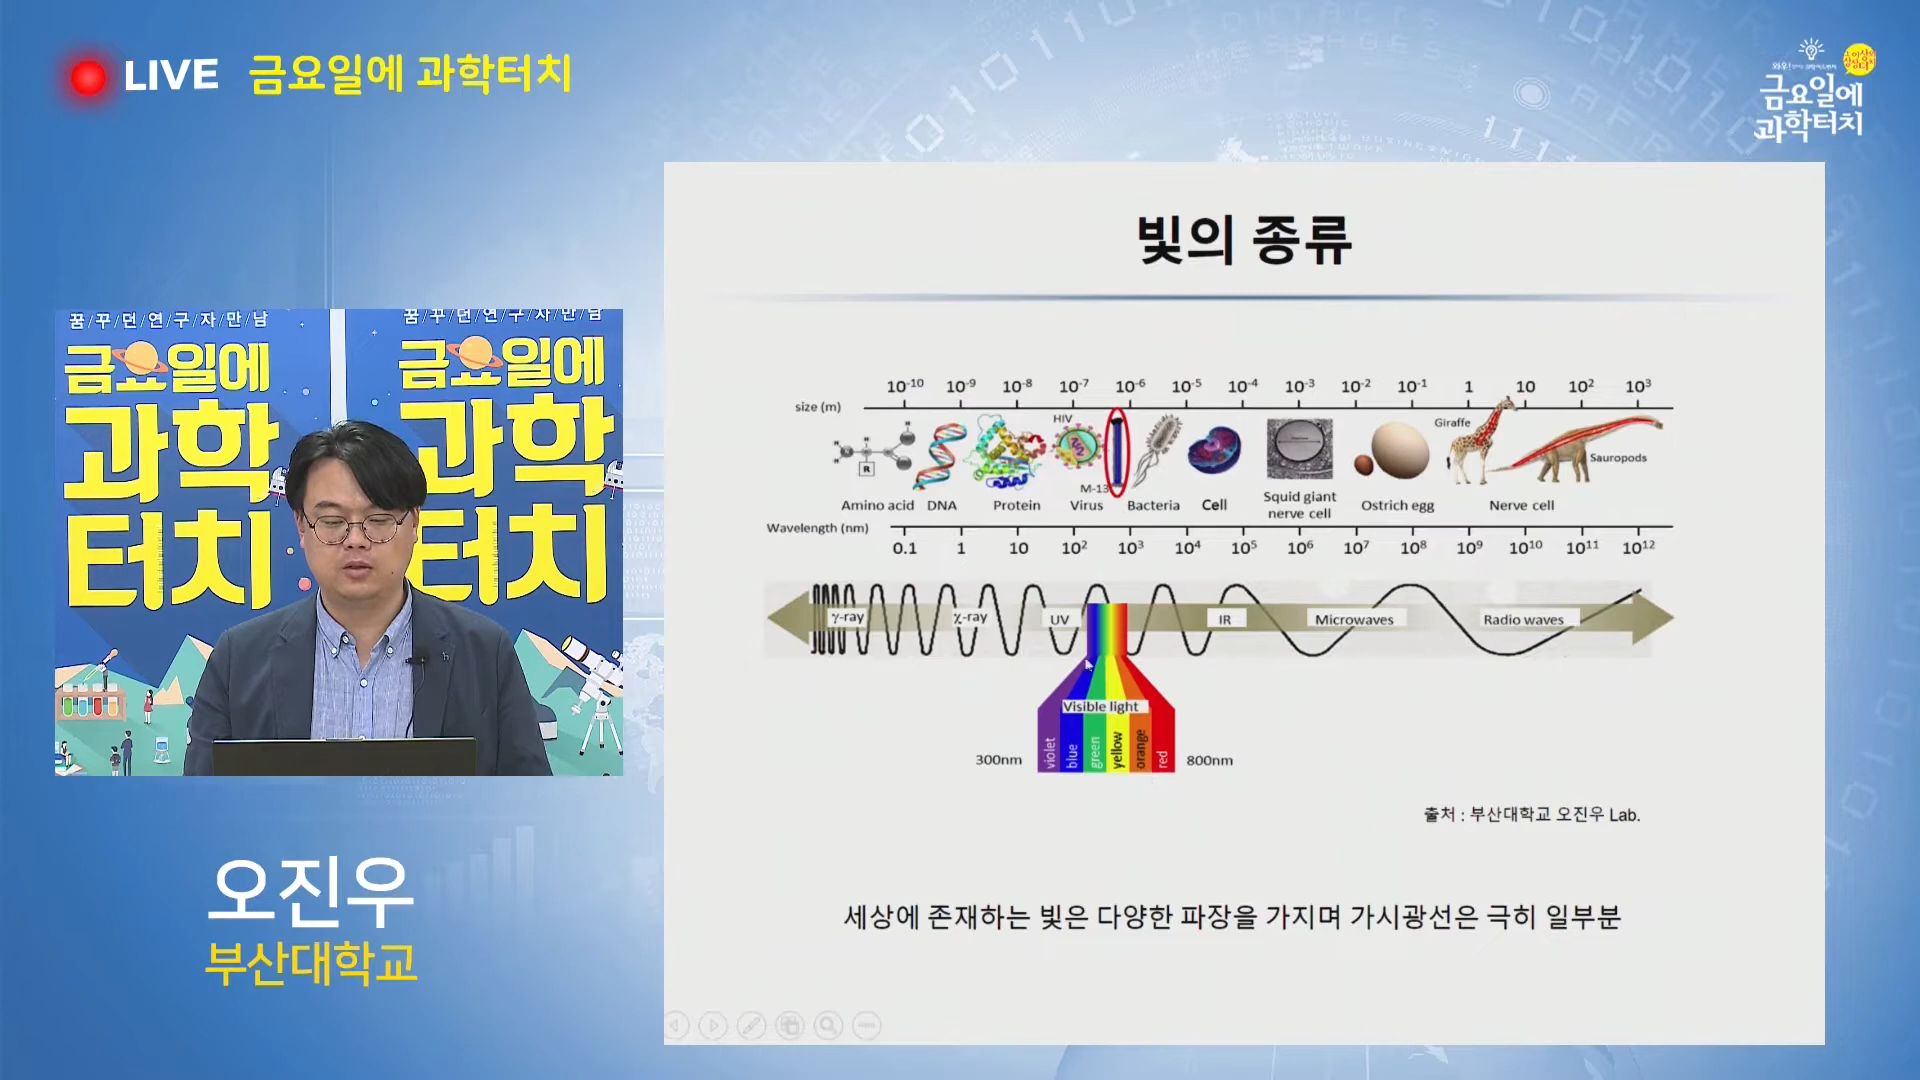 LIVE 금요일에 과학터치
금요일에
과학터치
꿈/꾸/던/연/구/자/만/남
금요일에
과학
터치
꿈/꾸/던/연/구/자/만/남
금요일에
과학
터치
오진우
부산대학교
빛의 종류
size (m)
10-10 10-9 10-8 10-7 10-6 10-5 10-4 10-3 10-2 10-1 1 10 102 103
HIV
Giraffe
Sauropods
R
M-13
Amino acid DNA Protein Virus Bacteria Cell Squid giant nerve cell Ostrich egg Nerve cell
Wavelength (nm)
0.1 1 10 102 103 104 105 106 107 108 109 1010 1011 1012
γ-ray χ-ray UV IR Microwaves Radio waves
Visible light
violet blue green yellow orange red
300nm 800nm
출처 : 부산대학교 오진우 Lab.
세상에 존재하는 빛은 다양한 파장을 가지며 가시광선은 극히 일부분